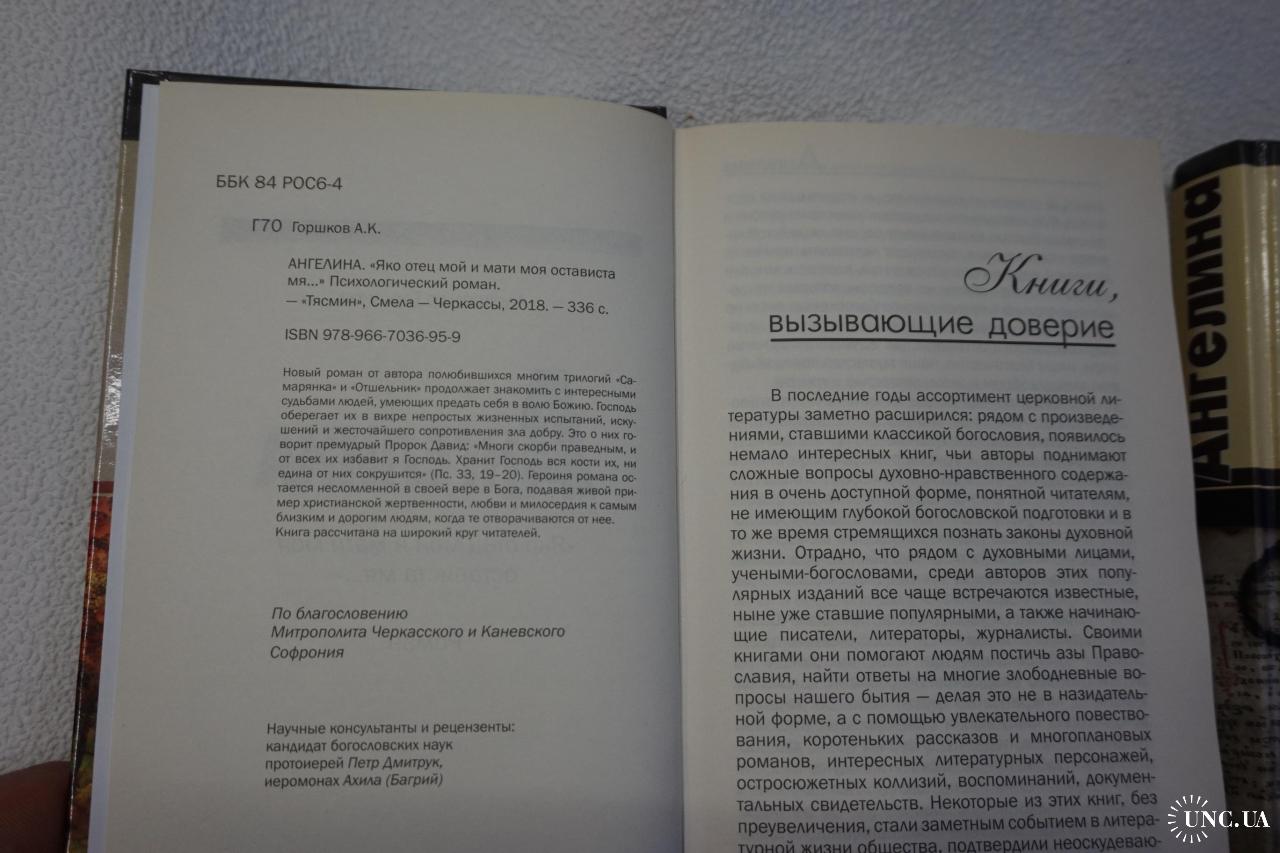 ББК 84 РОС6-4
Г70 Горшков А.К.
АНГЕЛИНА. «Яко отец мой и мати моя остависта
мя...» Психологический роман.
— «Тясмин», Смела — Черкассы, 2018. — 336 с.
ISBN 978-966-7036-95-9
Новый роман от автора полюбившихся многим трилогий «Са-
марянка» и «Отшельник» продолжает знакомить с интересными
судьбами людей, умеющих предать себя в волю Божию. Господь
оберегает их в вихре непростых жизненных испытаний, иску-
шений и жесточайшего сопротивления зла добру. Это о них го-
ворит премудрый Пророк Давид: «Многи скорби праведным, и
от всех их избавит я Господь. Хранит Господь вся кости их, ни
едина от них сокрушится» (Пс. 33, 19–20). Героиня романа ос-
тается несломленной в своей вере в Бога, подавая живой при-
мер христианской жертвенности, любви и милосердия к самым
близким и дорогим людям, когда те отворачиваются от нее.
Книга рассчитана на широкий круг читателей.
По благословению
Митрополита Черкасского и Каневского
Софрония
Научные консультанты и рецензенты:
кандидат богословских наук
протоиерей Петр Дмитрук,
иеромонах Ахила (Багрий)
Книги,
вызывающие доверие
В последние годы ассортимент церковной ли-
тературы заметно расширился: рядом с произведе-
ниями, ставшими классикой богословия, появилось
немало интересных книг, чьи авторы поднимают
сложные вопросы духовно-нравственного содержа-
ния в очень доступной форме, понятной читателям,
не имеющим глубокой богословской подготовки и в
то же время стремящихся познать законы духовной
жизни. Отрадно, что рядом с духовными лицами,
учеными-богословами, среди авторов этих попу-
лярных изданий все чаще встречаются известные,
ныне уже ставшие популярными, а также начинаю-
щие писатели, литераторы, журналисты. Своими
книгами они помогают людям постичь азы Право-
славия, найти ответы на многие злободневные во-
просы нашего бытия — делая это не в назидатель-
ной форме, а с помощью увлекательного повество-
вания, коротеньких рассказов и многоплановых
романов, интересных литературных персонажей,
остросюжетных коллизий, воспоминаний, докумен-
тальных свидетельств. Некоторые из этих книг, без
преувеличения, стали заметным событием в литера-
турной жизни общества, подтвердили неоскудеваю-
Ангелина
UNC.UA